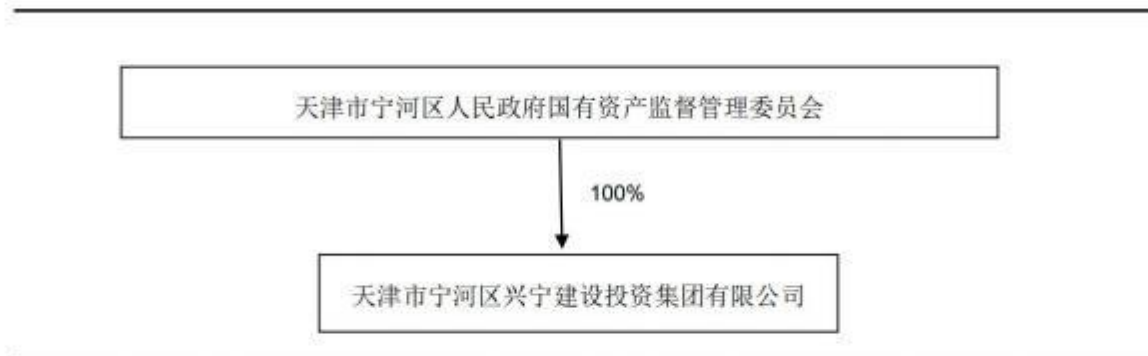 天津市宁河区人民政府国有资产监督管理委员会
100%
天津市宁河区兴宁建设投资集团有限公司